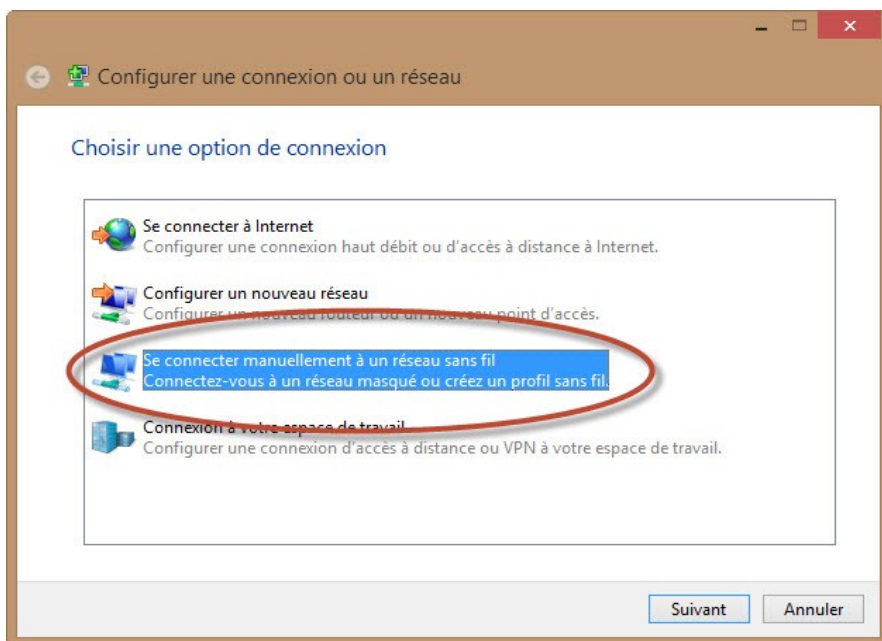 Configurer une connexion ou un réseau
Choisir une option de connexion
Se connecter à Internet
Configurer une connexion haut débit ou d'accès à distance à Internet.
Configurer un nouveau réseau
Configurer un nouveau routeur ou un nouveau point d'accès.
Se connecter manuellement à un réseau sans fil
Connectez-vous à un réseau masqué ou créez un profil sans fil.
Connexion à votre espace de travail
Configurer une connexion d'accès à distance ou VPN à votre espace de travail.
Suivant Annuler